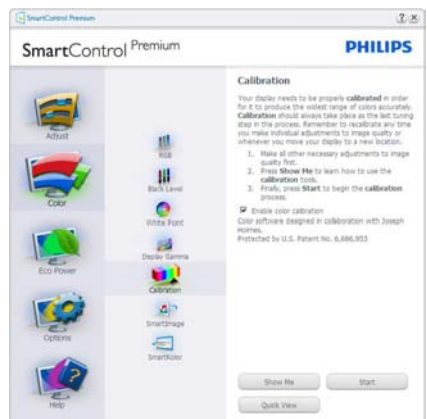 SmartControl Premium
? x
SmartControl Premium
PHILIPS
Adjust
Color
Eco Power
Options
Help
RGB
Black Level
White Point
Display Gamma
Calibration
SmartImage
SmartKolor
Calibration
Your display needs to be properly calibrated in order
for it to produce the widest range of colors accurately.
Calibration should always take place as the last tuning
step in the process. Remember to recalibrate any time
you make individual adjustments to image quality or
whenever you move your display to a new location.
1. Make all other necessary adjustments to image
quality first.
2. Press Show Me to learn how to use the
calibration tools.
3. Finally, press Start to begin the calibration
process.
Enable color calibration
Color software designed in collaboration with Joseph
Holmes.
Protected by U.S. Patent No. 6,686,953
Show Me
Start
Quick View